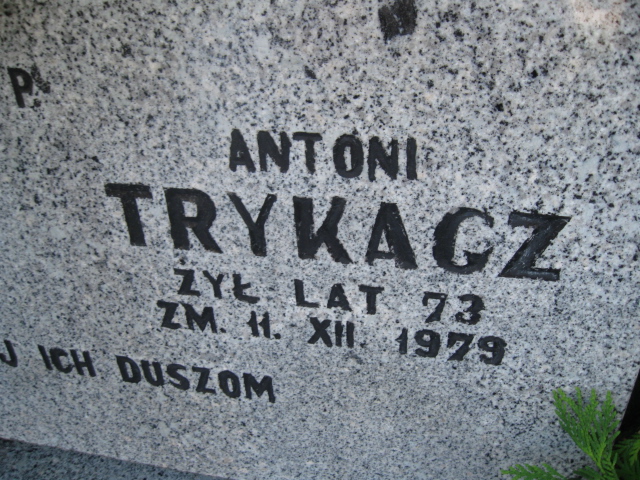 P.
ANTONI
TRYKACZ
ŻYŁ LAT 73
ZM. 11. XII. 1979
J ICH DUSZOM